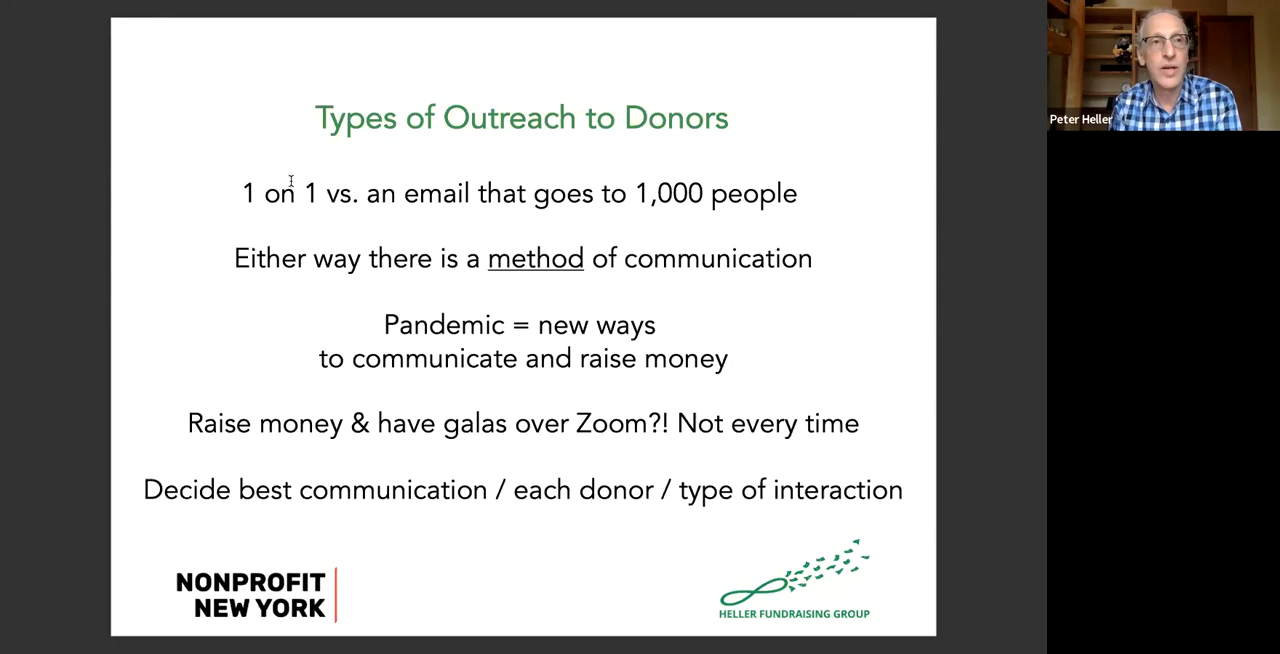 Types of Outreach to Donors
1 on 1 vs. an email that goes to 1,000 people
Either way there is a method of communication
Pandemic = new ways
to communicate and raise money
Raise money & have galas over Zoom?! Not every time
Decide best communication / each donor / type of interaction
NONPROFIT
NEW YORK
HELLER FUNDRAISING GROUP
Peter Heller